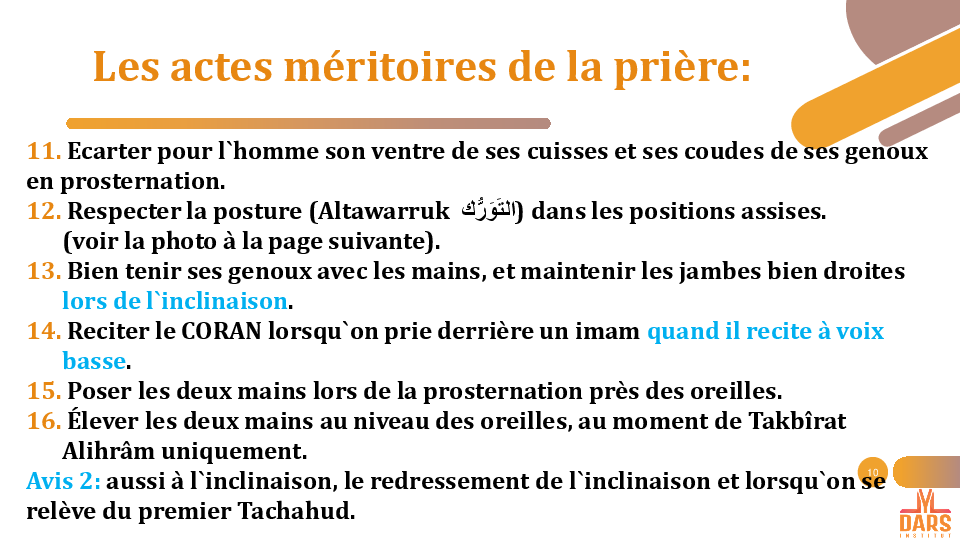 Les actes méritoires de la prière:
11. Ecarter pour l`homme son ventre de ses cuisses et ses coudes de ses genoux
en prosternation.
12. Respecter la posture (Altawarruk التَوَرُّك) dans les positions assises.
(voir la photo à la page suivante).
13. Bien tenir ses genoux avec les mains, et maintenir les jambes bien droites
lors de l`inclinaison.
14. Reciter le CORAN lorsqu`on prie derrière un imam quand il recite à voix
basse.
15. Poser les deux mains lors de la prosternation près des oreilles.
16. Élever les deux mains au niveau des oreilles, au moment de Takbîrat
Alihrâm uniquement.
Avis 2: aussi à l`inclinaison, le redressement de l`inclinaison et lorsqu`on se
relève du premier Tachahud.
10
DARS
INSTITUT